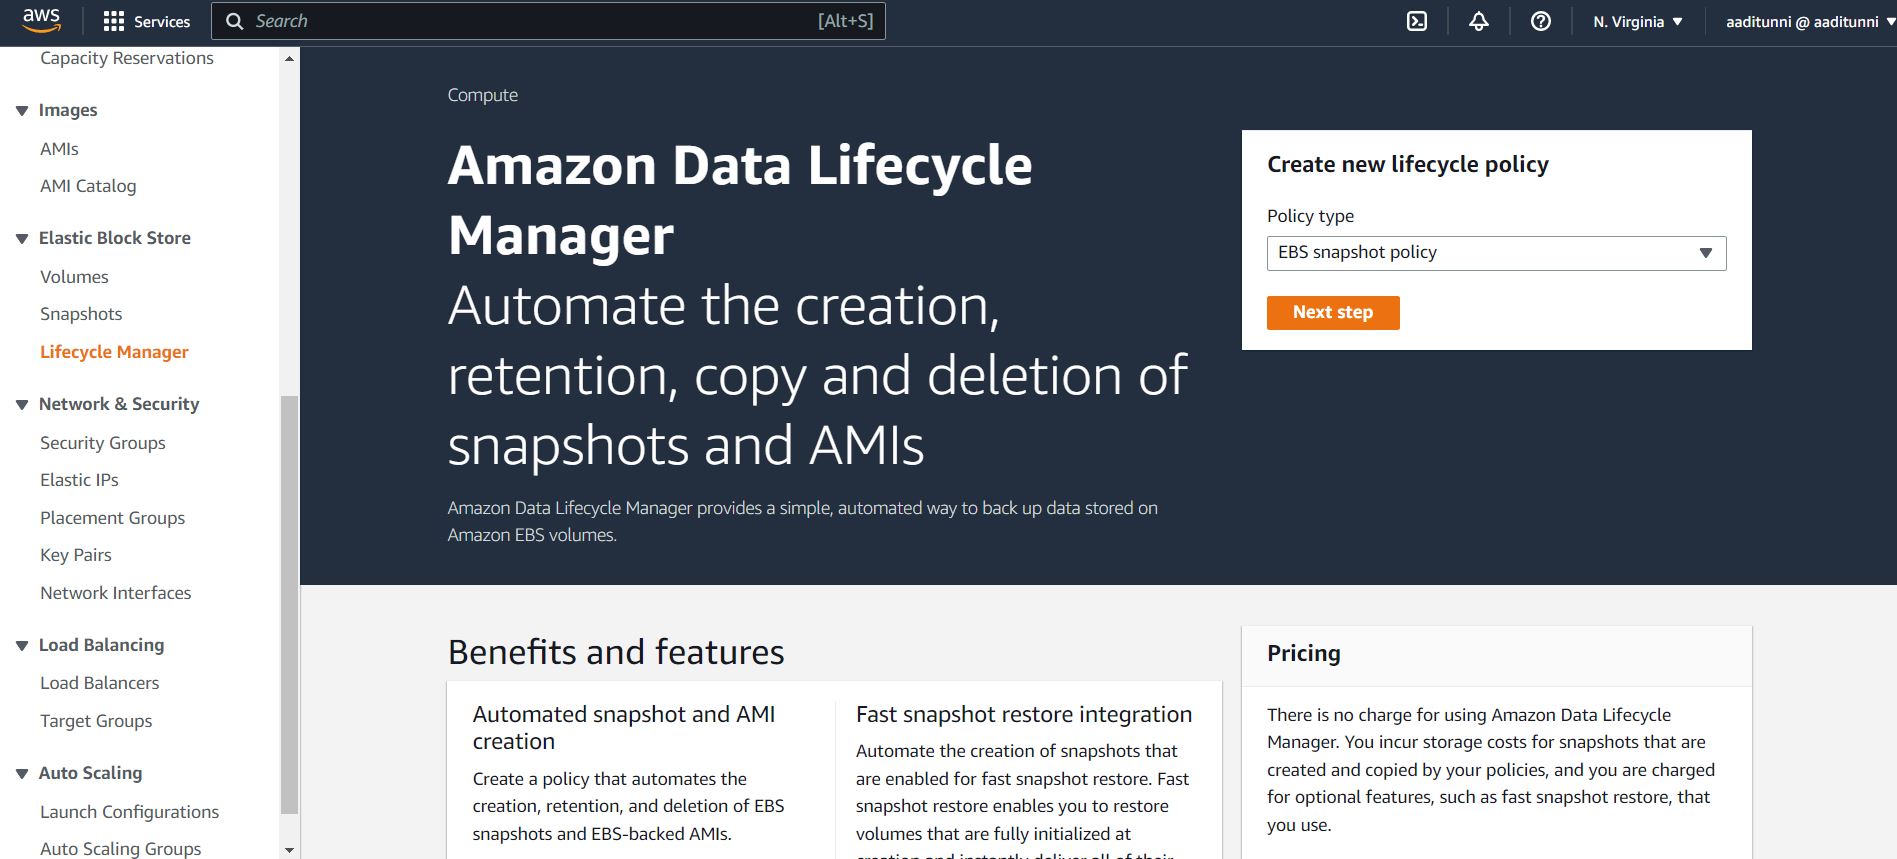 aws
Services
Search
[Alt+S]
N. Virginia
aaditunni @ aaditunni
Capacity Reservations
Images
AMIs
AMI Catalog
Elastic Block Store
Volumes
Snapshots
Lifecycle Manager
Network & Security
Security Groups
Elastic IPs
Placement Groups
Key Pairs
Network Interfaces
Load Balancing
Load Balancers
Target Groups
Auto Scaling
Launch Configurations
Auto Scaling Groups
Compute
Amazon Data Lifecycle
Manager
Automate the creation,
retention, copy and deletion of
snapshots and AMIs
Amazon Data Lifecycle Manager provides a simple, automated way to back up data stored on
Amazon EBS volumes.
Create new lifecycle policy
Policy type
EBS snapshot policy
Next step
Benefits and features
Automated snapshot and AMI
creation
Create a policy that automates the
creation, retention, and deletion of EBS
snapshots and EBS-backed AMIs.
Fast snapshot restore integration
Automate the creation of snapshots that
are enabled for fast snapshot restore. Fast
snapshot restore enables you to restore
volumes that are fully initialized at
creation and instantly deliver all of their
Pricing
There is no charge for using Amazon Data Lifecycle
Manager. You incur storage costs for snapshots that are
created and copied by your policies, and you are charged
for optional features, such as fast snapshot restore, that
you use.